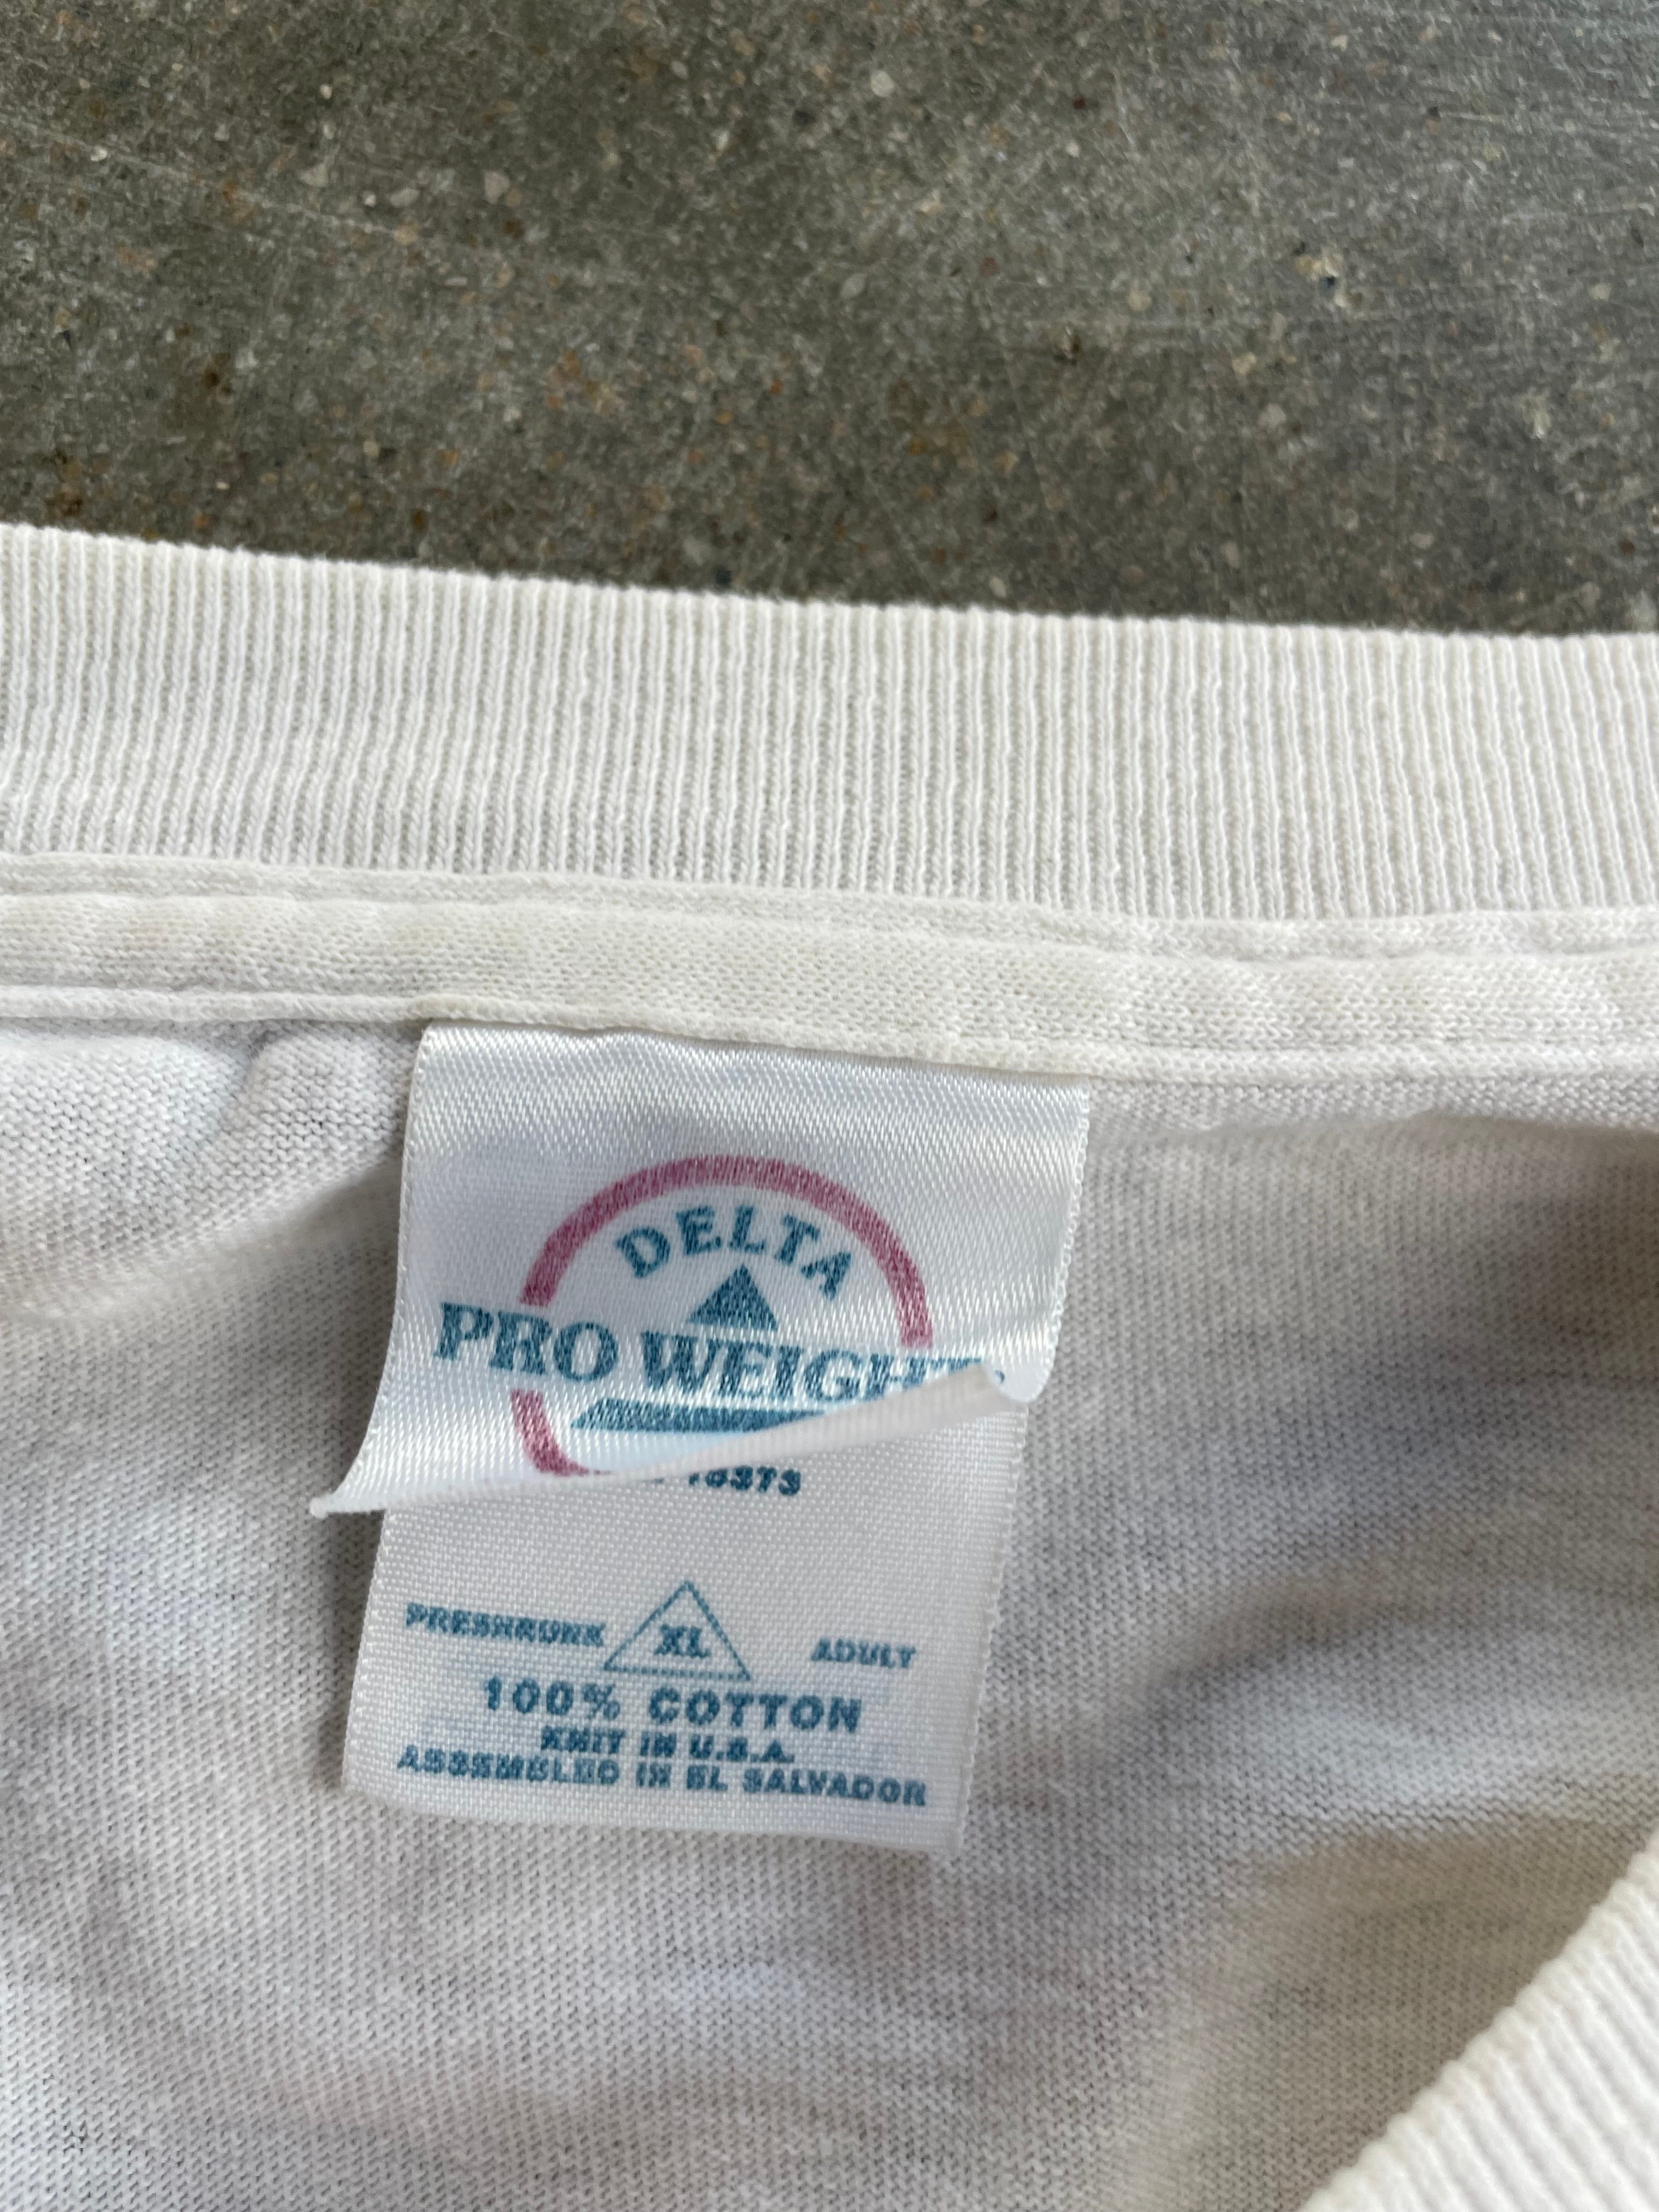 DELTA
PRO WEIGHT
PRESHRUNK XL ADULT
100% COTTON
KNIT IN U.S.A.
ASSEMBLED IN EL SALVADOR